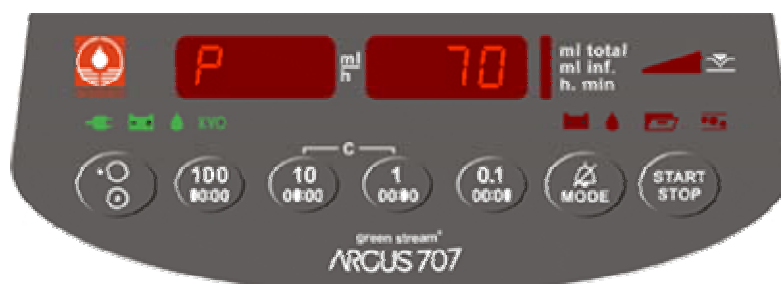 P ml/h 70 ml total
ml inf.
h. min
KVO
C
100 10 1 0.1 MODE START
00:00 00:00 00:00 00:00 STOP
green stream®
ARGUS 707